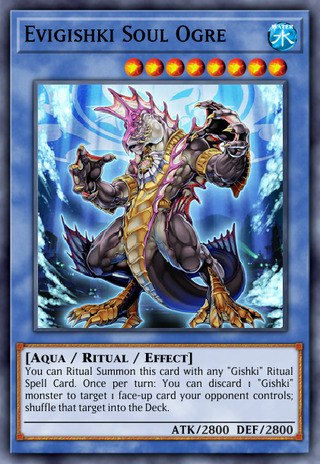 Evigishki Soul Ogre
WATER
水
[Aqua / Ritual / Effect]
You can Ritual Summon this card with any "Gishki" Ritual
Spell Card. Once per turn: You can discard 1 "Gishki"
monster to target 1 face-up card your opponent controls;
shuffle that target into the Deck.
ATK/2800 DEF/2800